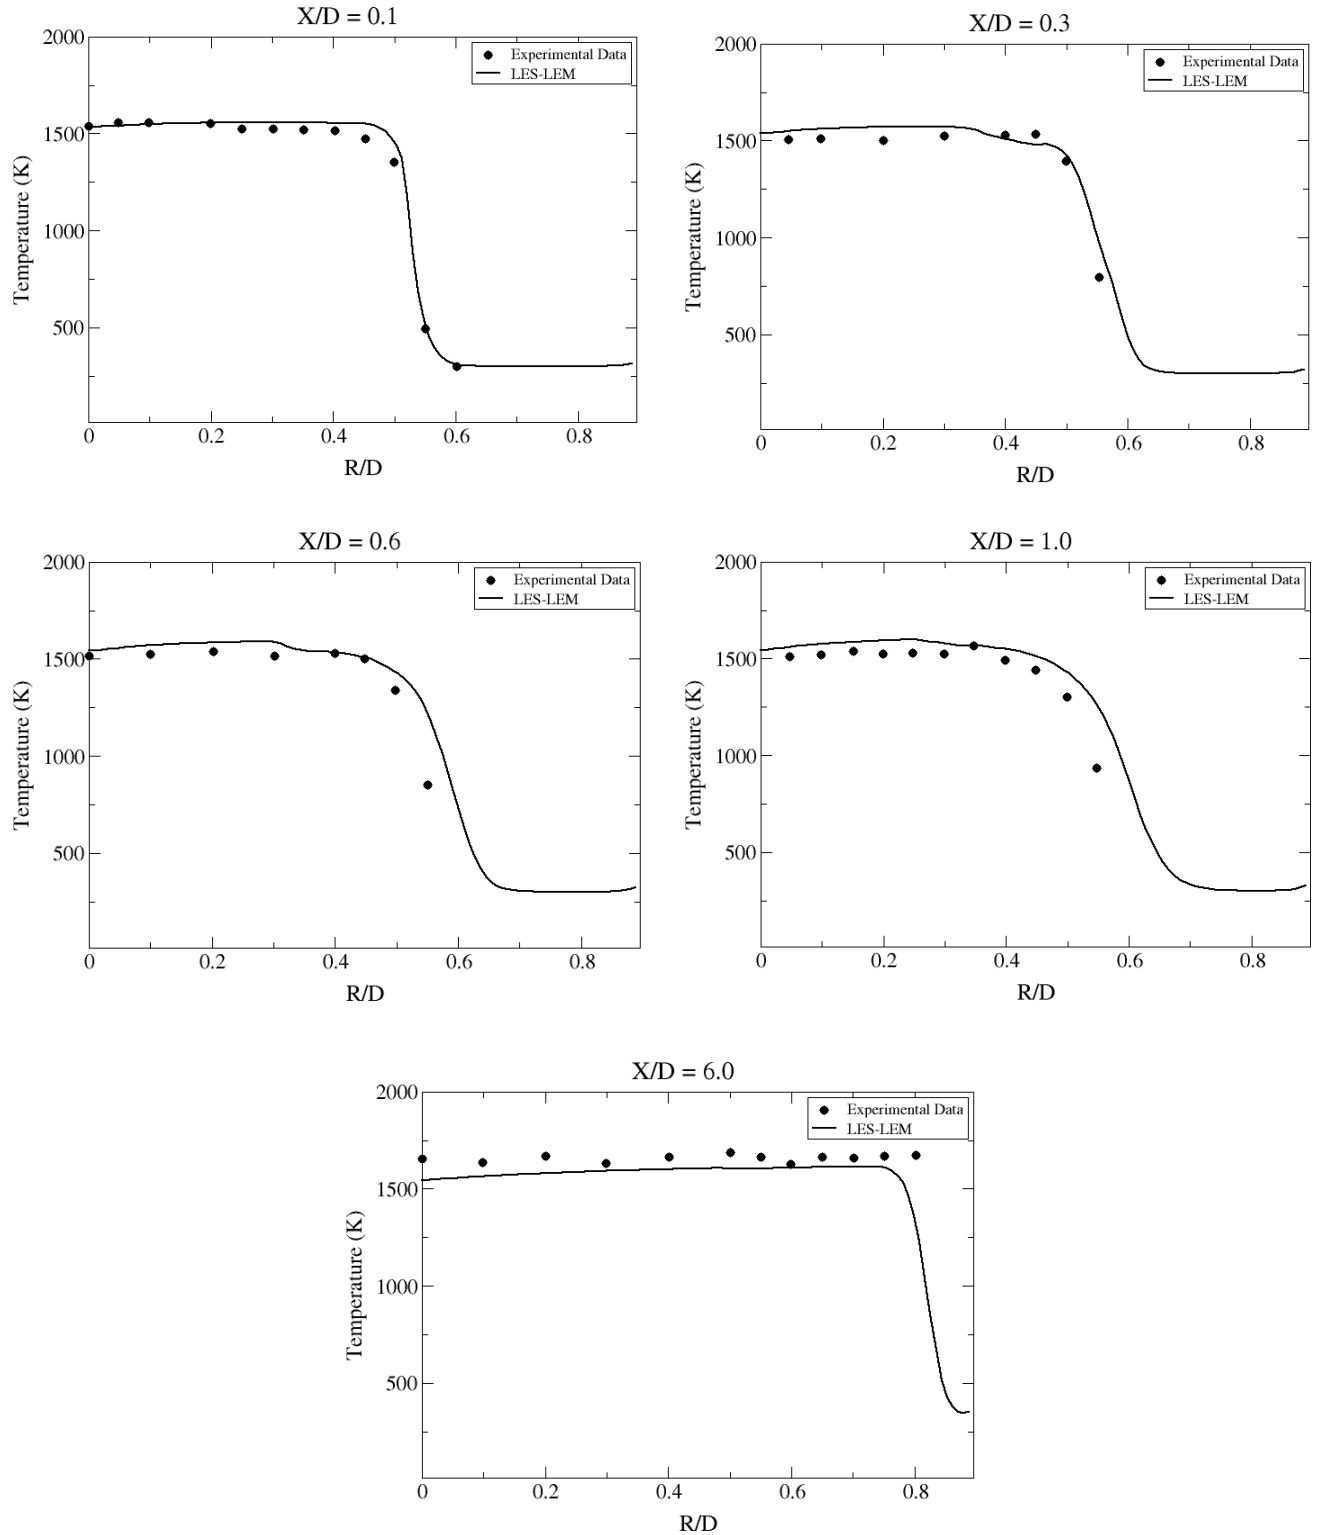 X/D = 0.1
2000
1500
1000
500
Temperature (K)
Experimental Data
LES-LEM
0 0.2 0.4 0.6 0.8
R/D
X/D = 0.3
2000
1500
1000
500
Temperature (K)
Experimental Data
LES-LEM
0 0.2 0.4 0.6 0.8
R/D
X/D = 0.6
2000
1500
1000
500
Temperature (K)
Experimental Data
LES-LEM
0 0.2 0.4 0.6 0.8
R/D
X/D = 1.0
2000
1500
1000
500
Temperature (K)
Experimental Data
LES-LEM
0 0.2 0.4 0.6 0.8
R/D
X/D = 6.0
2000
1500
1000
500
Temperature (K)
Experimental Data
LES-LEM
0 0.2 0.4 0.6 0.8
R/D